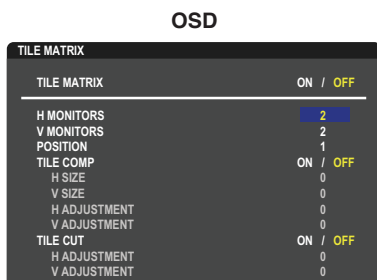 OSD
TILE MATRIX
TILE MATRIX ON / OFF
H MONITORS 2
V MONITORS 2
POSITION 1
TILE COMP ON / OFF
H SIZE 0
V SIZE 0
H ADJUSTMENT 0
V ADJUSTMENT 0
TILE CUT ON / OFF
H ADJUSTMENT 0
V ADJUSTMENT 0